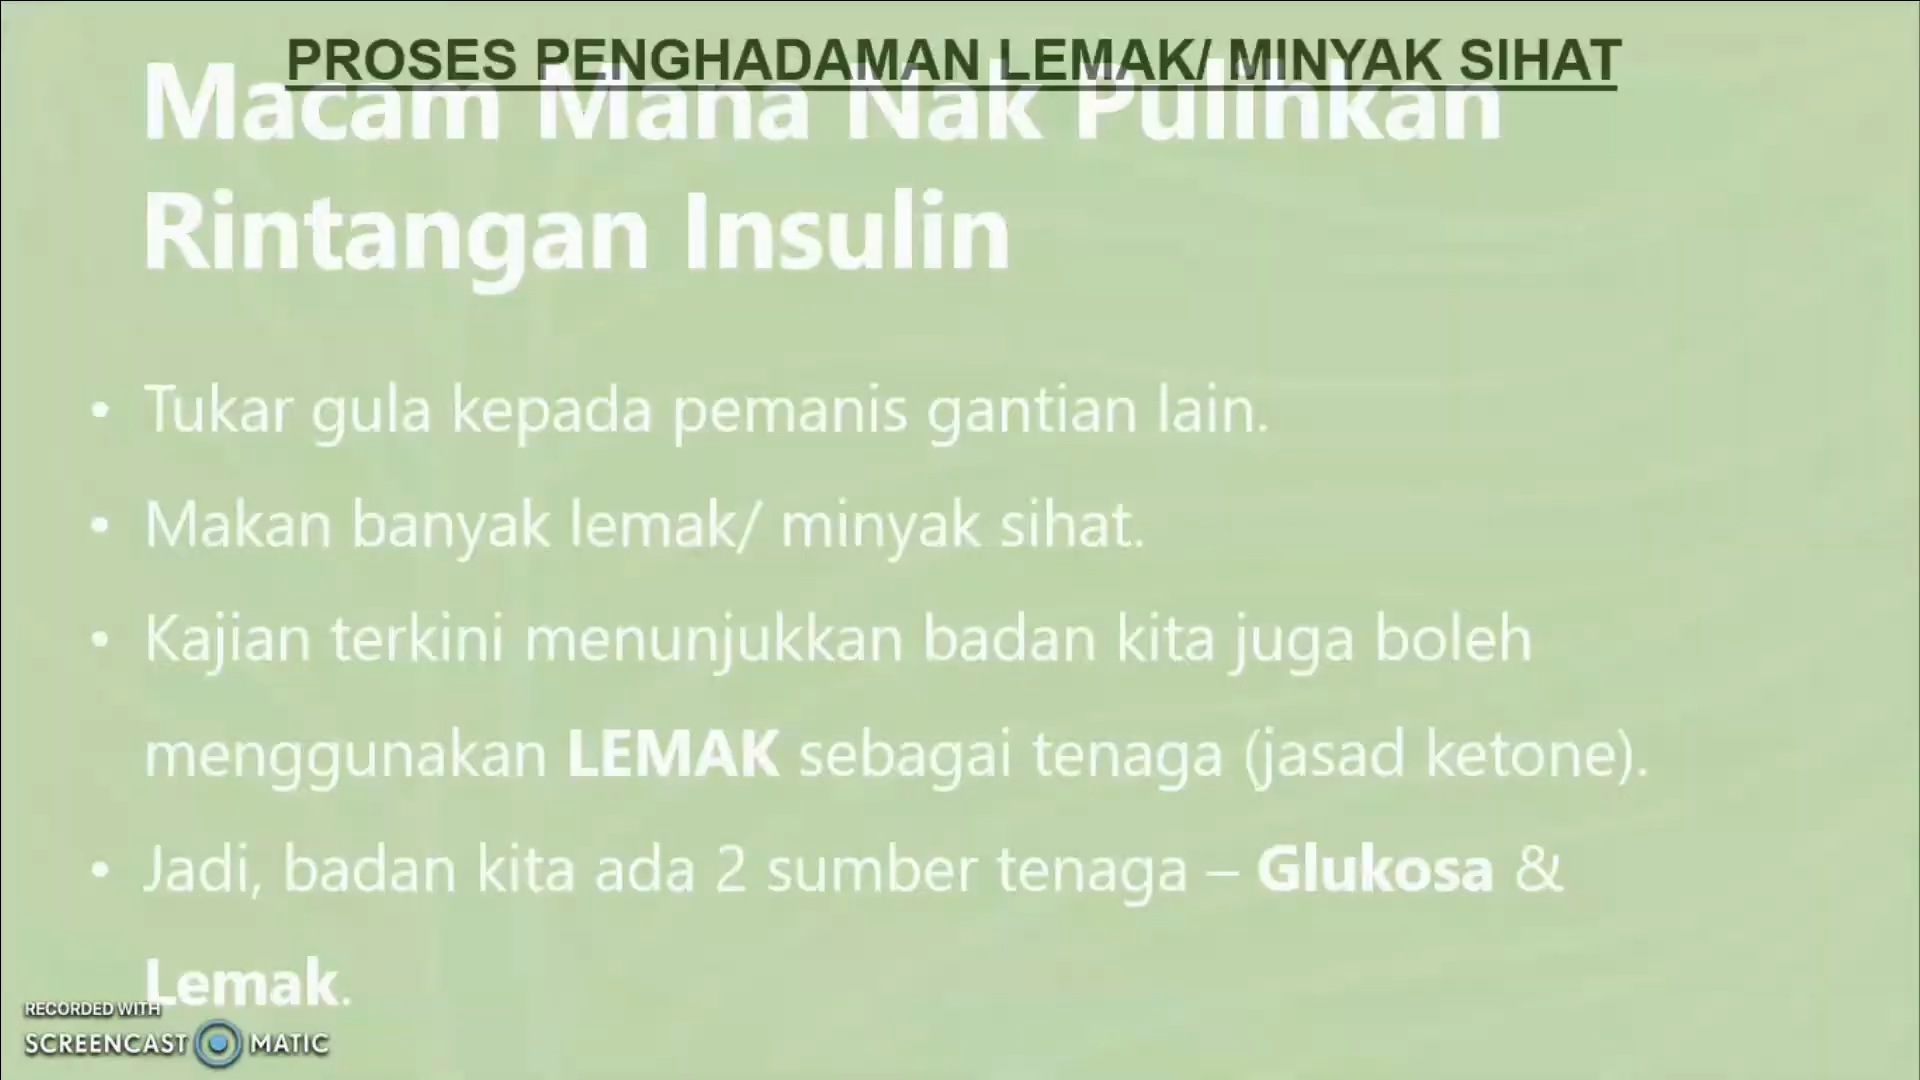 PROSES PENGHADAMAN LEMAK/ MINYAK SIHAT
Macam Mana Nak Pulihkan
Rintangan Insulin
• Tukar gula kepada pemanis gantian lain.
• Makan banyak lemak/ minyak sihat.
• Kajian terkini menunjukkan badan kita juga boleh
menggunakan LEMAK sebagai tenaga (jasad ketone).
• Jadi, badan kita ada 2 sumber tenaga – Glukosa &
Lemak.
RECORDED WITH
SCREENCAST MATIC